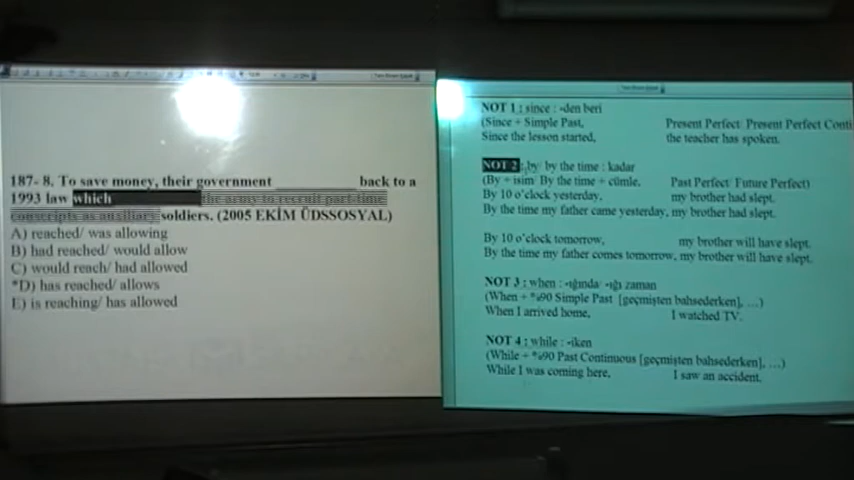 187- 8. To save money, their government ____________ back to a
1993 law which the army to recruit part-time
conscripts as auxiliary soldiers. (2005 EKİM ÜDSSOSYAL)
A) reached/ was allowing
B) had reached/ would allow
C) would reach/ had allowed
*D) has reached/ allows
E) is reaching/ has allowed
NOT 1 : since : -den beri
(Since + Simple Past, Present Perfect/ Present Perfect Conti
Since the lesson started, the teacher has spoken.
NOT 2 : by/ by the time : kadar
(By + isim/ By the time + cümle, Past Perfect/ Future Perfect)
By 10 o'clock yesterday, my brother had slept.
By the time my father came yesterday, my brother had slept.
By 10 o'clock tomorrow, my brother will have slept.
By the time my father comes tomorrow, my brother will have slept.
NOT 3 : when : -ığında/ -ığı zaman
(When + %90 Simple Past [geçmişten bahsederken], …)
When I arrived home, I watched TV.
NOT 4 : while : -iken
(While + %90 Past Continuous [geçmişten bahsederken], …)
While I was coming here, I saw an accident.